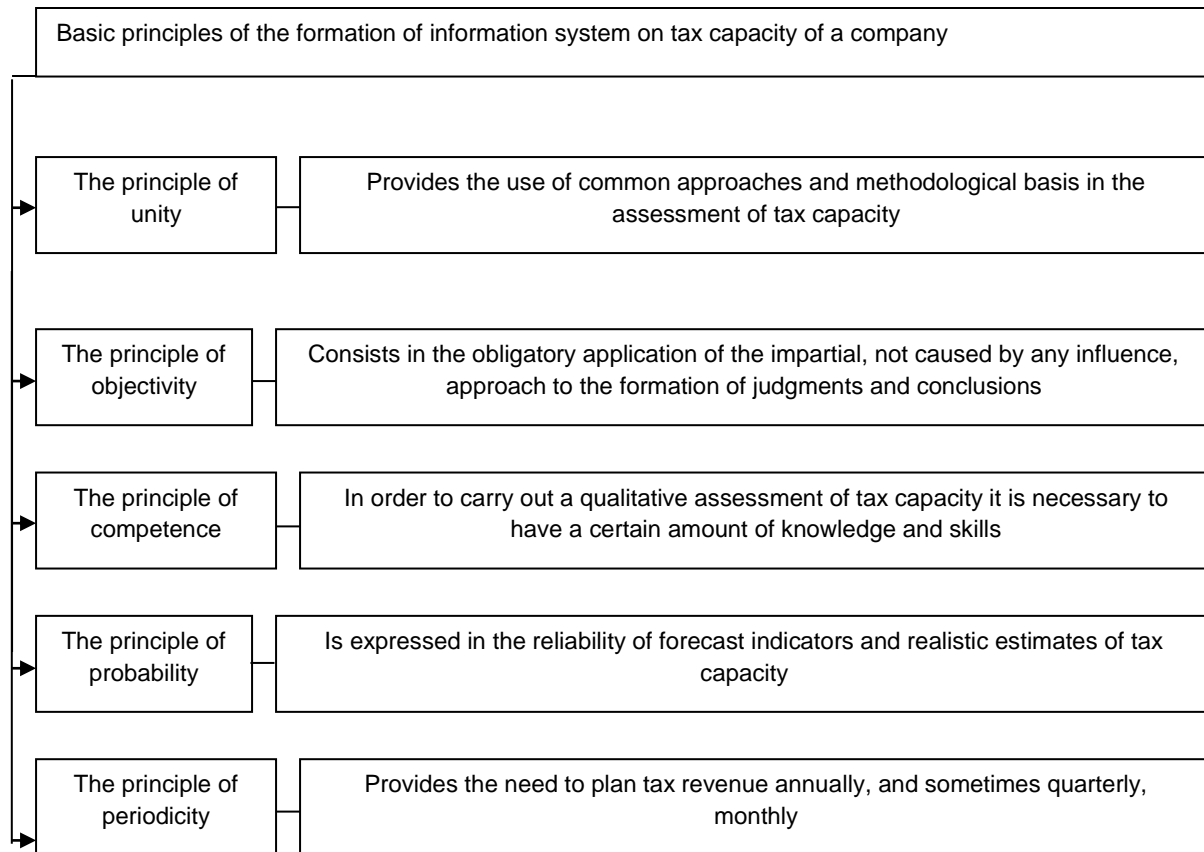 Basic principles of the formation of information system on tax capacity of a company
The principle of
unity
Provides the use of common approaches and methodological basis in the
assessment of tax capacity
The principle of
objectivity
Consists in the obligatory application of the impartial, not caused by any influence,
approach to the formation of judgments and conclusions
The principle of
competence
In order to carry out a qualitative assessment of tax capacity it is necessary to
have a certain amount of knowledge and skills
The principle of
probability
Is expressed in the reliability of forecast indicators and realistic estimates of tax
capacity
The principle of
periodicity
Provides the need to plan tax revenue annually, and sometimes quarterly,
monthly